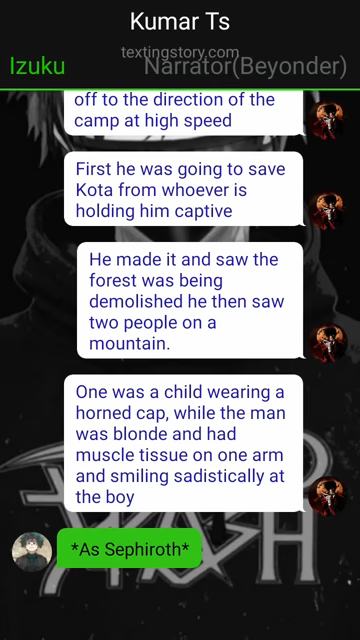 Kumar Ts
textingstory.com
Izuku
Narrator(Beyonder)
off to the direction of the
camp at high speed
First he was going to save
Kota from whoever is
holding him captive
He made it and saw the
forest was being
demolished he then saw
two people on a
mountain.
One was a child wearing a
horned cap, while the man
was blonde and had
muscle tissue on one arm
and smiling sadistically at
the boy
*As Sephiroth*